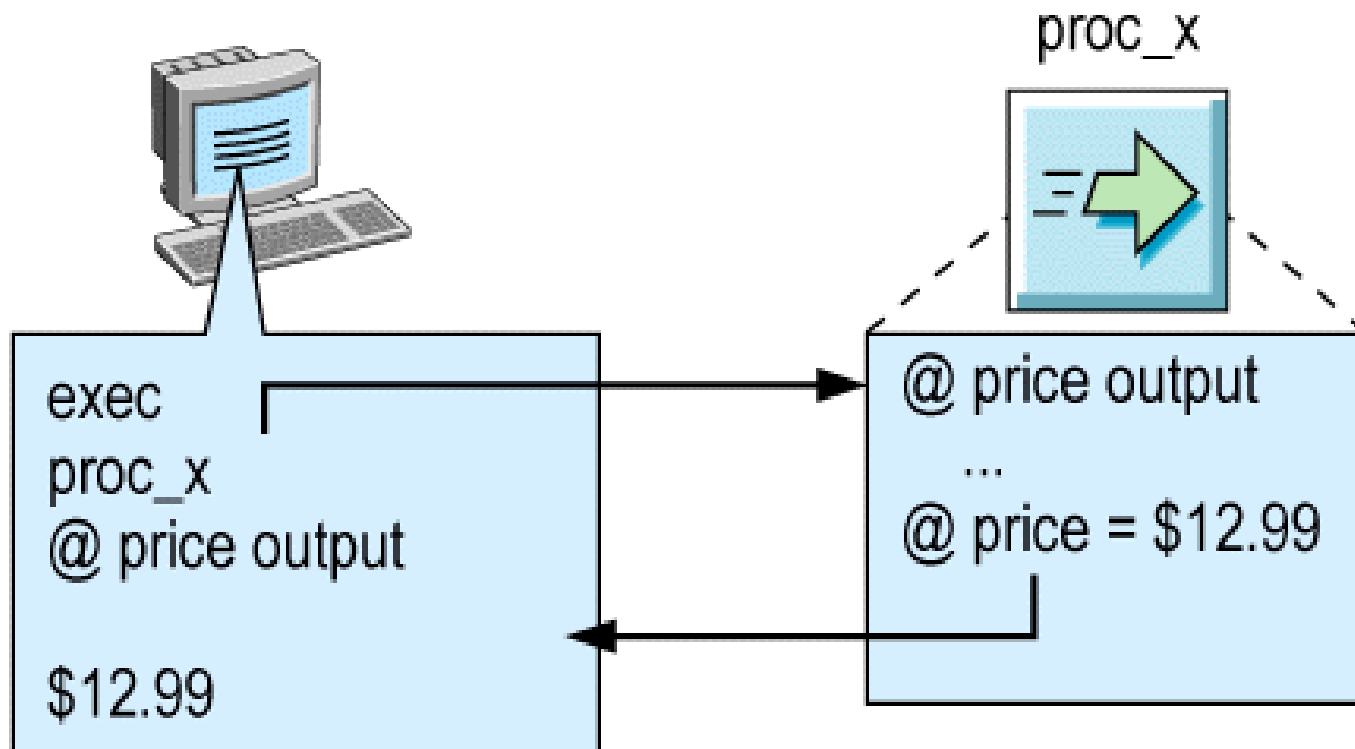 proc_x
exec
proc_x
@ price output
$12.99
@ price output
...
@ price = $12.99